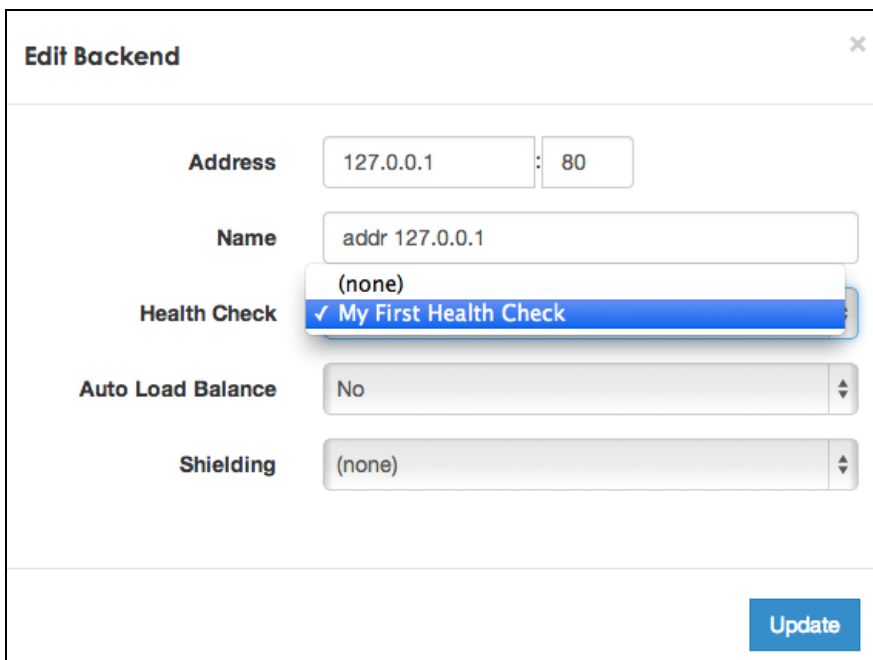 Edit Backend ×
Address 127.0.0.1 : 80
Name addr 127.0.0.1
(none)
Health Check ✓ My First Health Check
Auto Load Balance No
Shielding (none)
Update